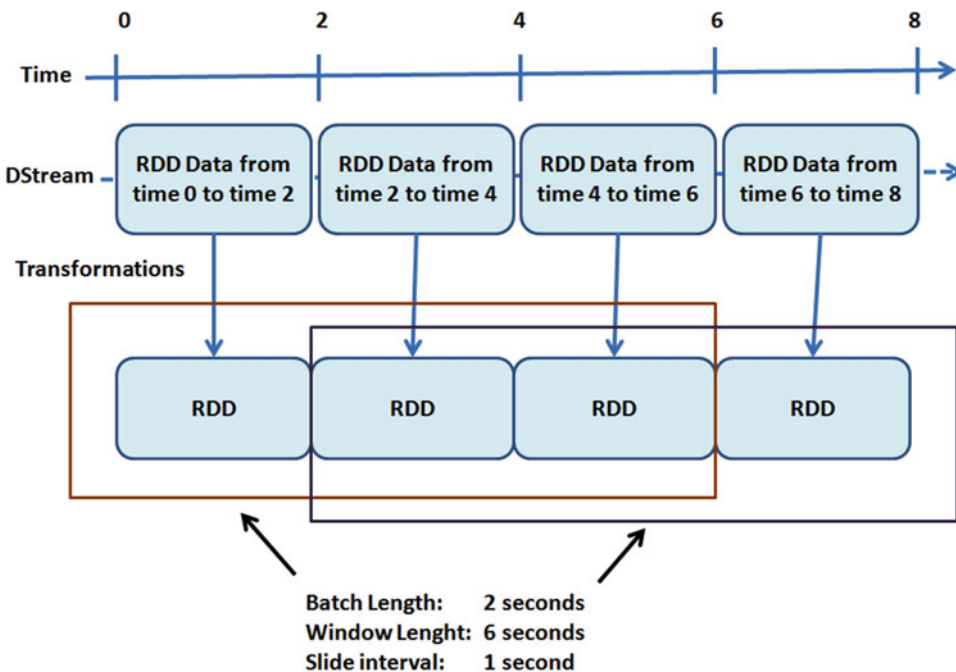 0 2 4 6 8
Time
DStream
RDD Data from
time 0 to time 2
RDD Data from
time 2 to time 4
RDD Data from
time 4 to time 6
RDD Data from
time 6 to time 8
Transformations
RDD
RDD
RDD
RDD
Batch Length: 2 seconds
Window Lenght: 6 seconds
Slide interval: 1 second